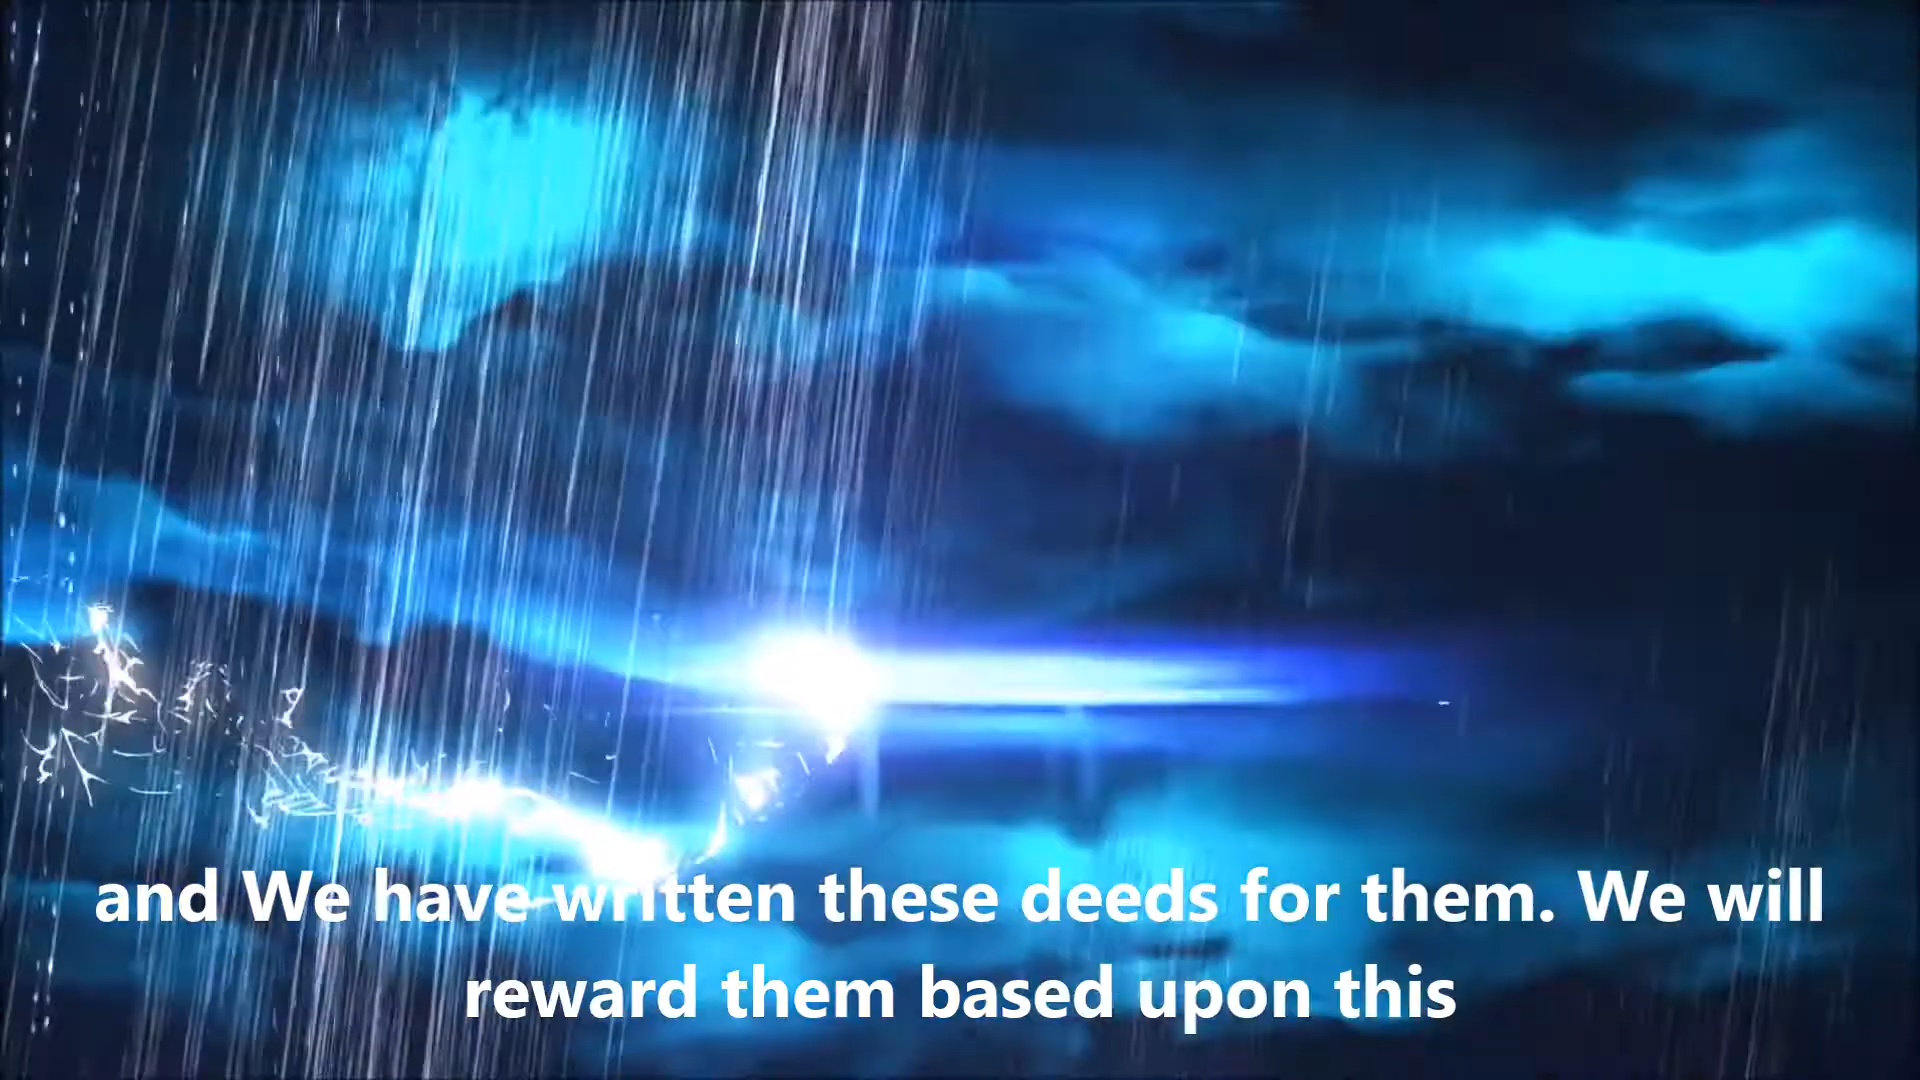 and We have written these deeds for them. We will
reward them based upon this